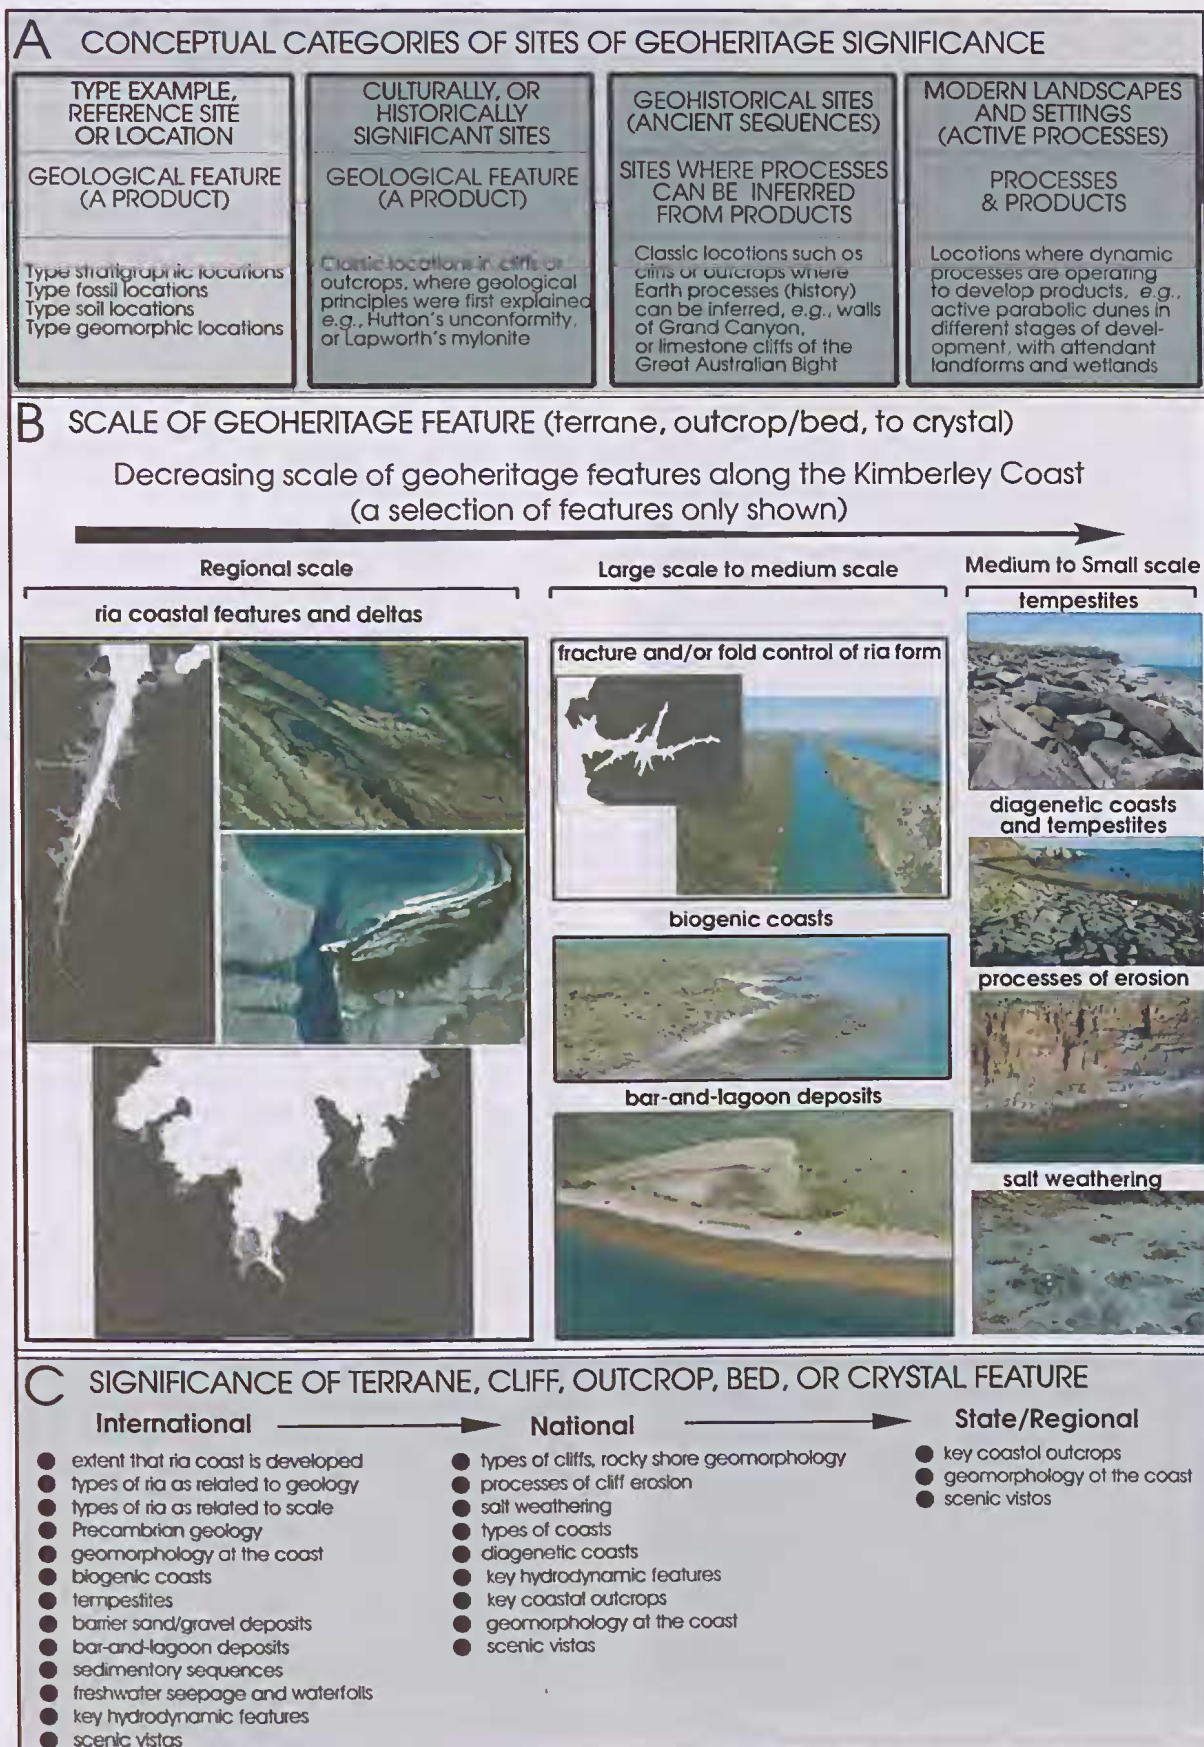 A CONCEPTUAL CATEGORIES OF SITES OF GEOHERITAGE SIGNIFICANCE
TYPE EXAMPLE,
REFERENCE SITE
OR LOCATION
GEOLOGICAL FEATURE
(A PRODUCT)
Type stratigraphic locations
Type fossil locations
Type soil locations
Type geomorphic locations
CULTURALLY, OR
HISTORICALLY
SIGNIFICANT SITES
GEOLOGICAL FEATURE
(A PRODUCT)
Classic locations in cliffs or
outcrops, where geological
principles were first explained
e.g., Hutton's unconformity,
or Lapworth's mylonite
GEOHISTORICAL SITES
(ANCIENT SEQUENCES)
SITES WHERE PROCESSES
CAN BE INFERRED
FROM PRODUCTS
Classic locotions such os
cliffs or outcrops where
Earth processes (history)
can be inferred, e.g., walls
of Grand Canyon,
or limestone cliffs of the
Great Australian Bight
MODERN LANDSCAPES
AND SETTINGS
(ACTIVE PROCESSES)
PROCESSES
& PRODUCTS
Locotions where dynamic
processes are operating
to develop products, e.g.,
active parabolic dunes in
different stages of devel-
opment, with attendant
landforms and wetlands
B SCALE OF GEOHERITAGE FEATURE (terrane, outcrop/bed, to crystal)
Decreasing scale of geoheritage features along the Kimberley Coast
(a selection of features only shown)
Regional scale
ria coastal features and deltas
Large scale to medium scale
fracture and/or fold control of ria form
biogenic coasts
bar-and-lagoon deposits
Medium to Small scale
tempestites
diagenetic coasts
and tempestites
processes of erosion
salt weathering
C SIGNIFICANCE OF TERRANE, CLIFF, OUTCROP, BED, OR CRYSTAL FEATURE
International
● extent that ria coast is developed
● types of ria as related to geology
● types of ria as related to scale
● Precambrian geology
● geomorphology at the coast
● biogenic coasts
● tempestites
● barrier sand/gravel deposits
● bar-and-lagoon deposits
● sedimentory sequences
● freshwater seepage and waterfolls
● key hydrodynamic features
● scenic vistas
National
● types of cliffs, rocky shore geomorphology
● processes of cliff erosion
● salt weathering
● types of coasts
● diagenetic coasts
● key hydrodynamic features
● key coastal outcrops
● geomorphology at the coast
● scenic vistas
State/Regional
● key coastal outcrops
● geomorphology ot the coast
● scenic vistos